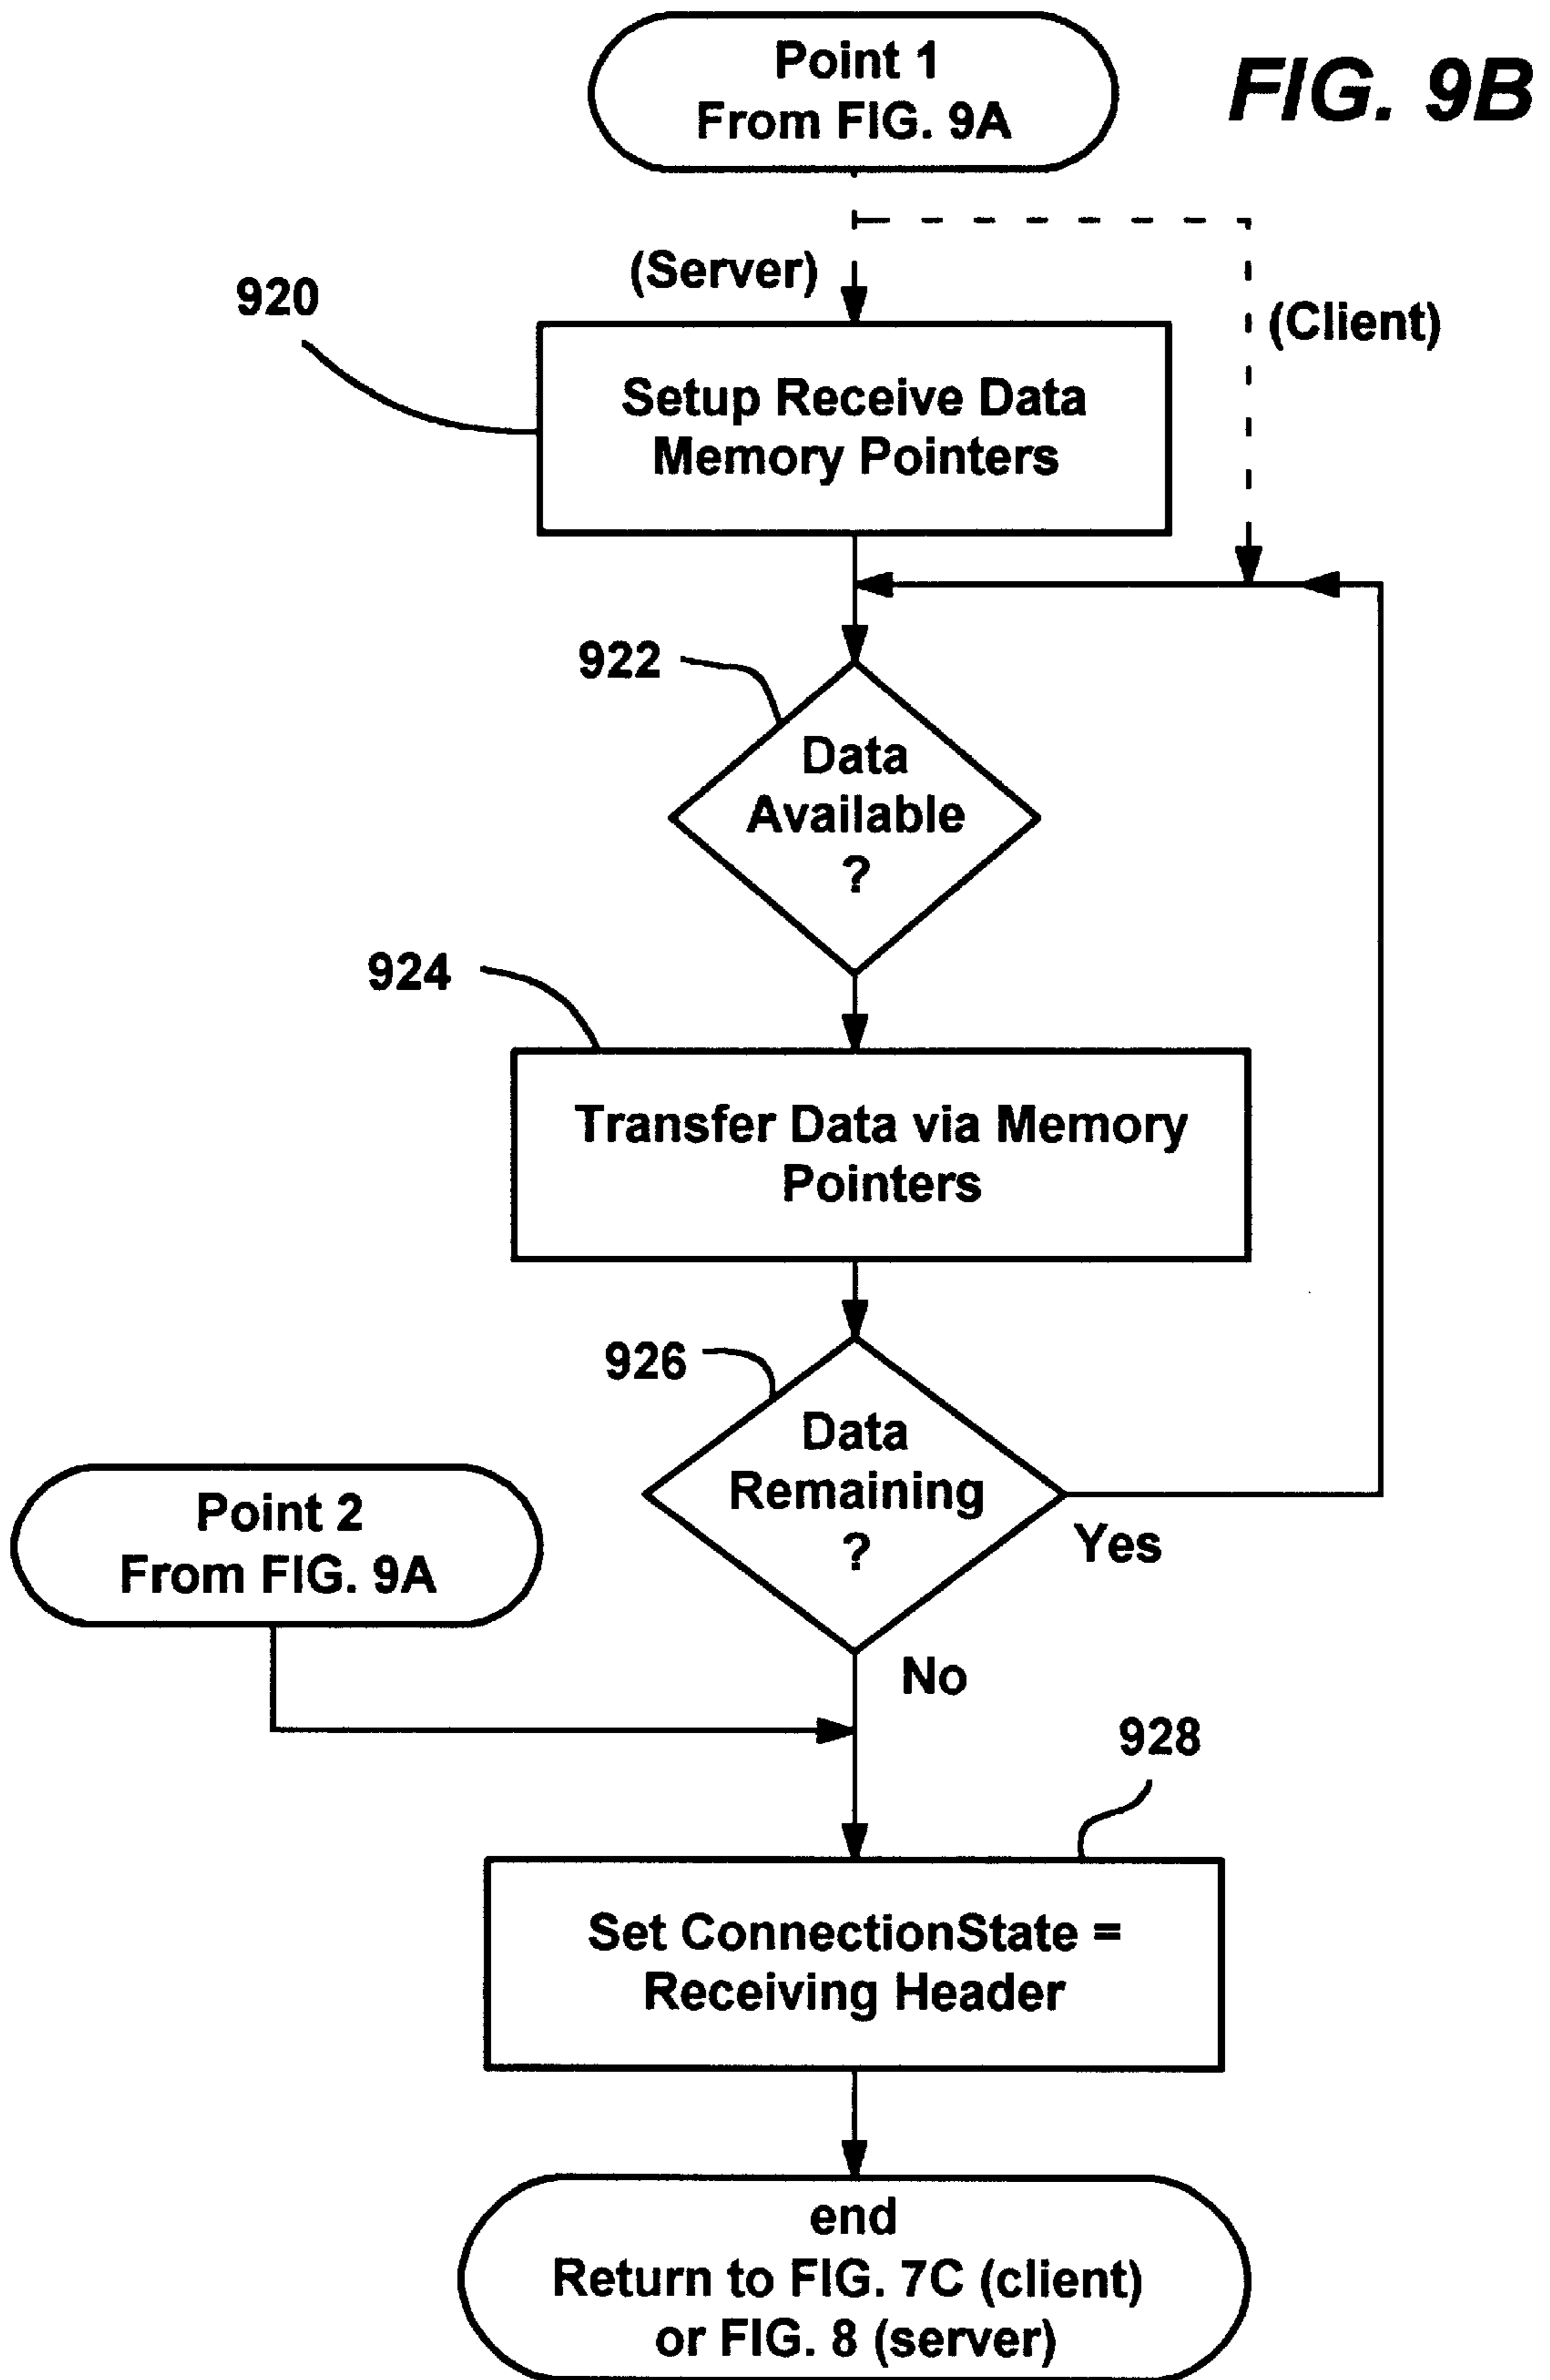 Point 1
From FIG. 9A
FIG. 9B
(Server)
920
(Client)
Setup Receive Data
Memory Pointers
922
Data
Available
?
924
Transfer Data via Memory
Pointers
926
Data
Remaining
?
Yes
Point 2
From FIG. 9A
No
928
Set ConnectionState =
Receiving Header
end
Return to FIG. 7C (client)
or FIG. 8 (server)